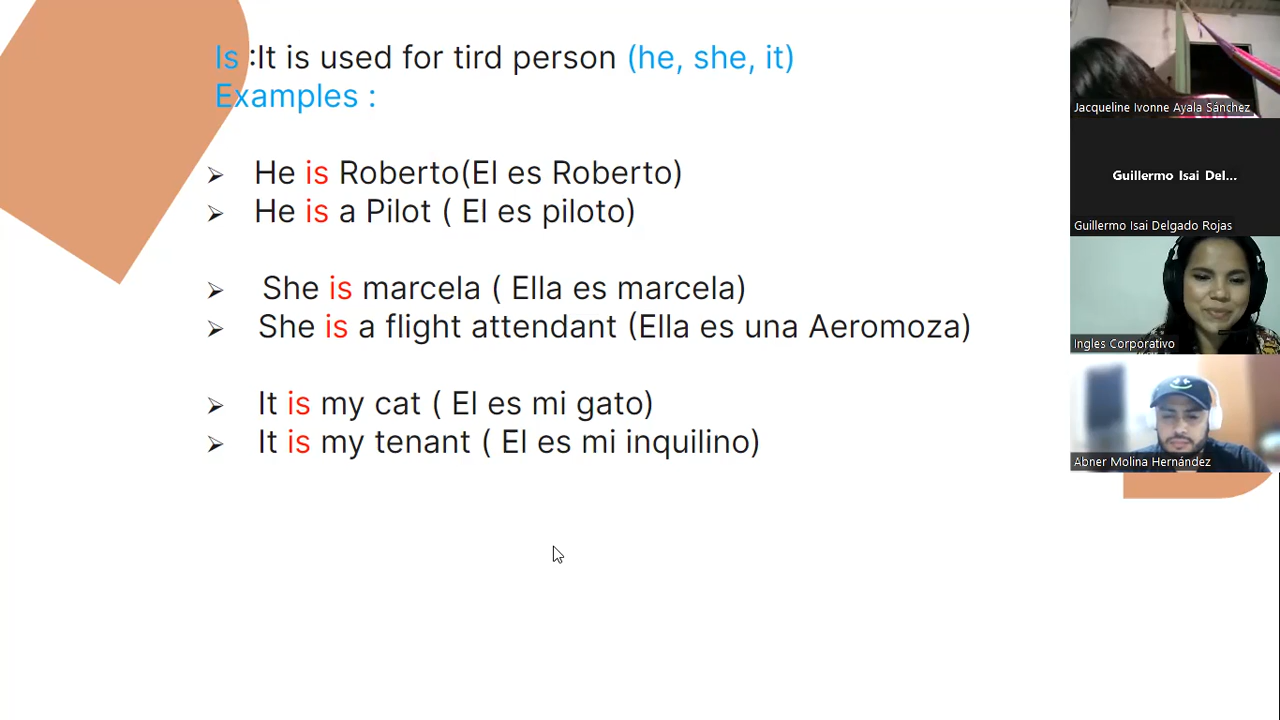 Is :It is used for tird person (he, she, it)
Examples :
➢ He is Roberto(El es Roberto)
➢ He is a Pilot ( El es piloto)
➢ She is marcela ( Ella es marcela)
➢ She is a flight attendant (Ella es una Aeromoza)
➢ It is my cat ( El es mi gato)
➢ It is my tenant ( El es mi inquilino)
Jacqueline Ivonne Ayala Sánchez
Guillermo Isai Del...
Guillermo Isai Delgado Rojas
Ingles Corporativo
Abner Molina Hernández